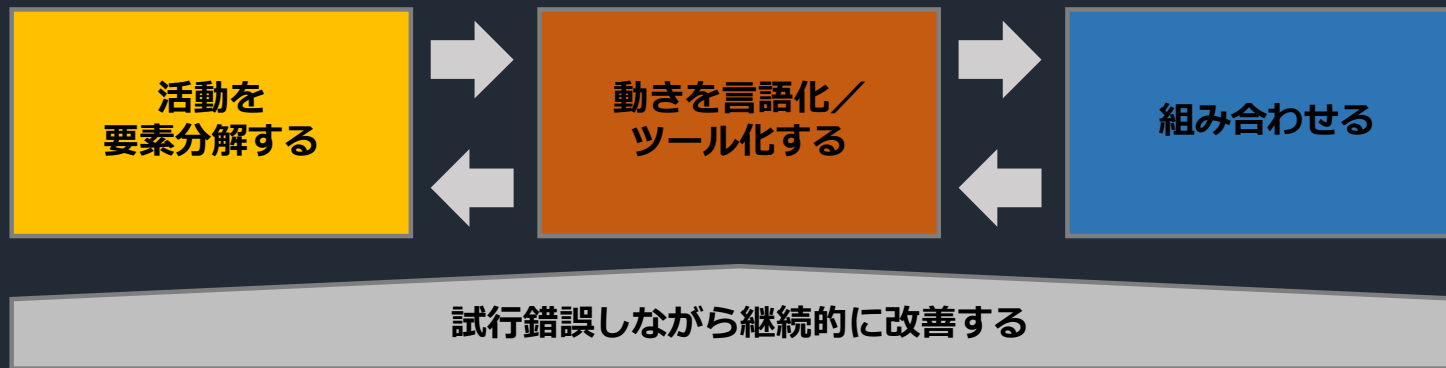 活動を
要素分解する
動きを言語化／
ツール化する
組み合わせる
試行錯誤しながら継続的に改善する